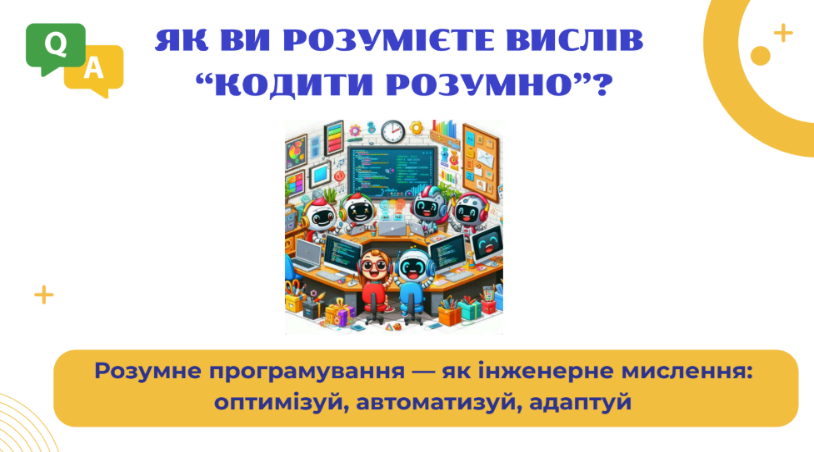 Q
A
ЯК ВИ РОЗУМІЄТЕ ВИСЛІВ
“КОДИТИ РОЗУМНО”?
Розумне програмування — як інженерне мислення:
оптимізуй, автоматизуй, адаптуй